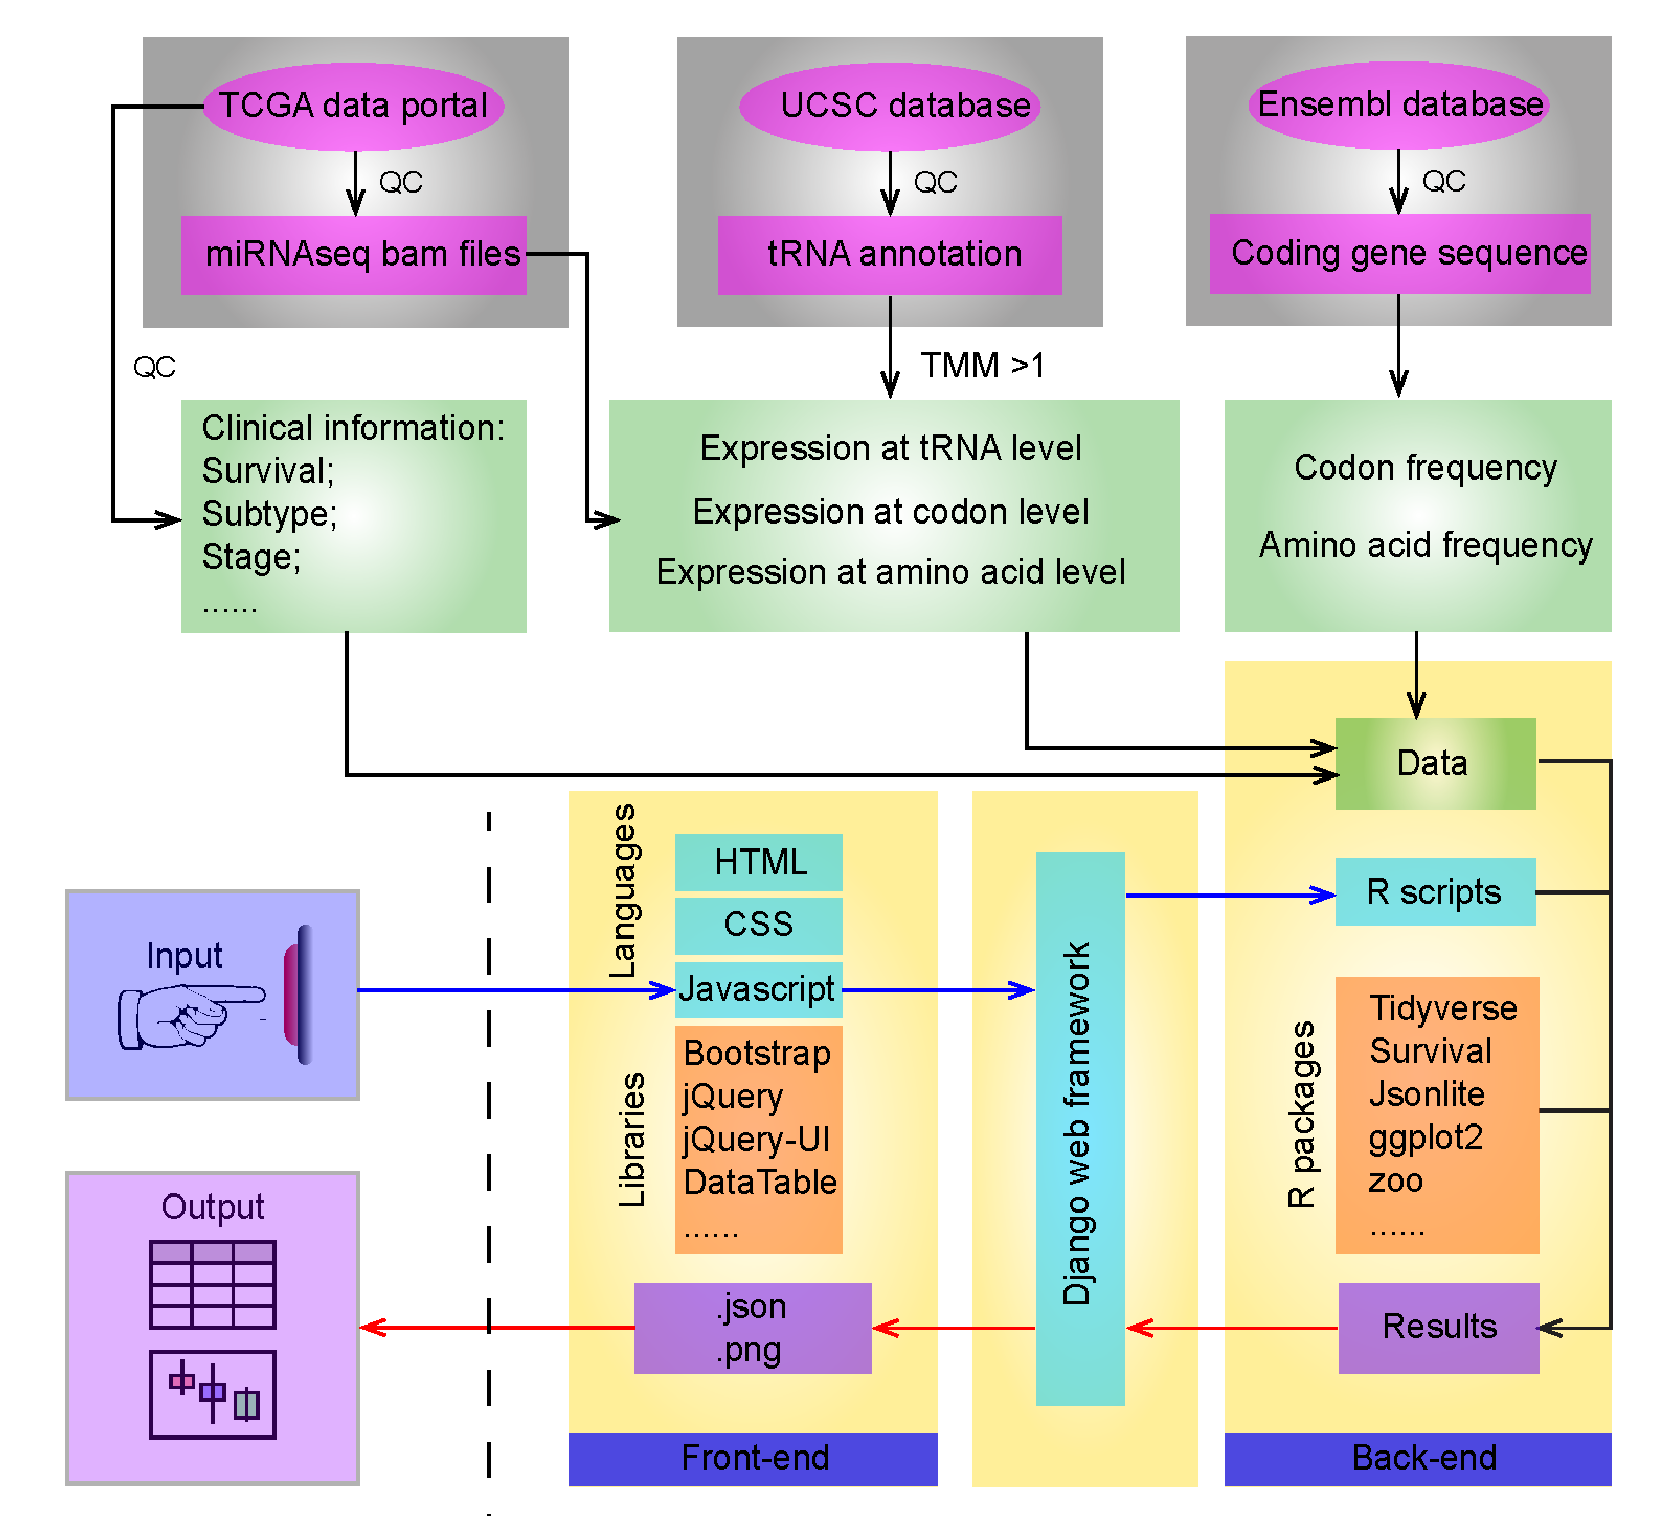 TCGA data portal
QC
miRNAseq bam files
UCSC database
QC
tRNA annotation
Ensembl database
QC
Coding gene sequence
QC
TMM >1
Clinical information:
Survival;
Subtype;
Stage;
......
Expression at tRNA level
Expression at codon level
Expression at amino acid level
Codon frequency
Amino acid frequency
Data
Input
Output
Languages
HTML
CSS
Javascript
Libraries
Bootstrap
jQuery
jQuery-UI
DataTable
......
.json
.png
Front-end
Django web framework
R scripts
R packages
Tidyverse
Survival
Jsonlite
ggplot2
zoo
......
Results
Back-end